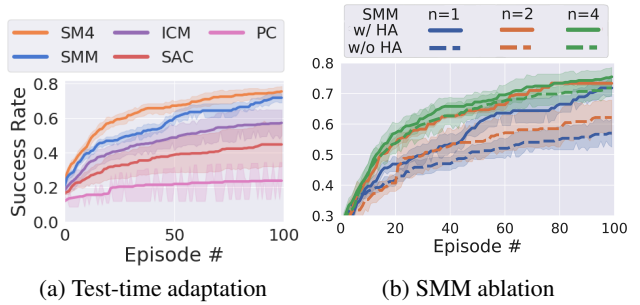 SM4 ICM PC
SMM SAC
Success Rate
0.8
0.6
0.4
0.2
0.0
0 50 100
Episode #
(a) Test-time adaptation
SMM n=1 n=2 n=4
w/ HA
w/o HA
0.8
0.7
0.6
0.5
0.4
0.3
0 20 40 60 80 100
Episode #
(b) SMM ablation